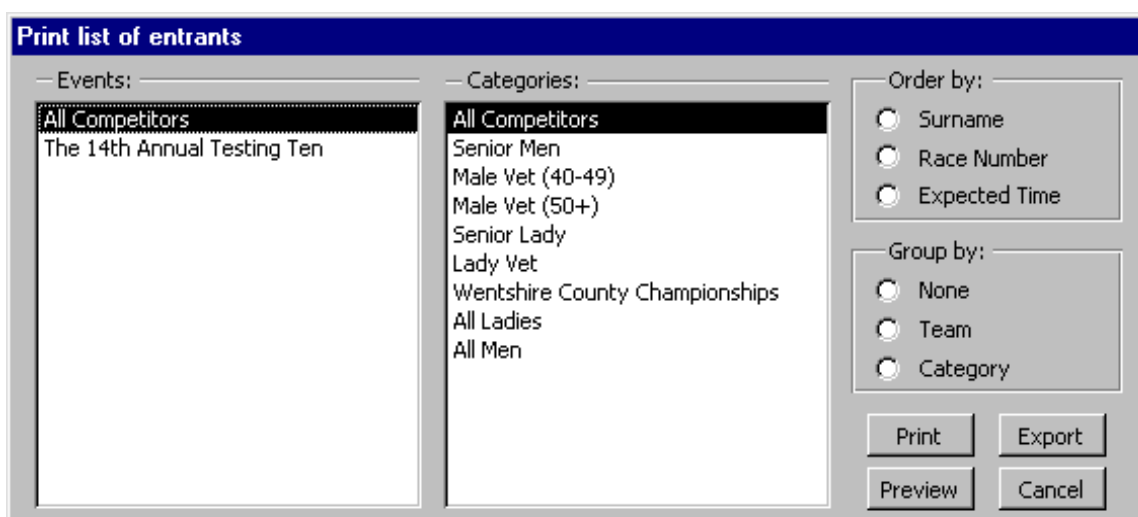 Print list of entrants
Events:
All Competitors
The 14th Annual Testing Ten
Categories:
All Competitors
Senior Men
Male Vet (40-49)
Male Vet (50+)
Senior Lady
Lady Vet
Wentshire County Championships
All Ladies
All Men
Order by:
Surname
Race Number
Expected Time
Group by:
None
Team
Category
Print
Export
Preview
Cancel